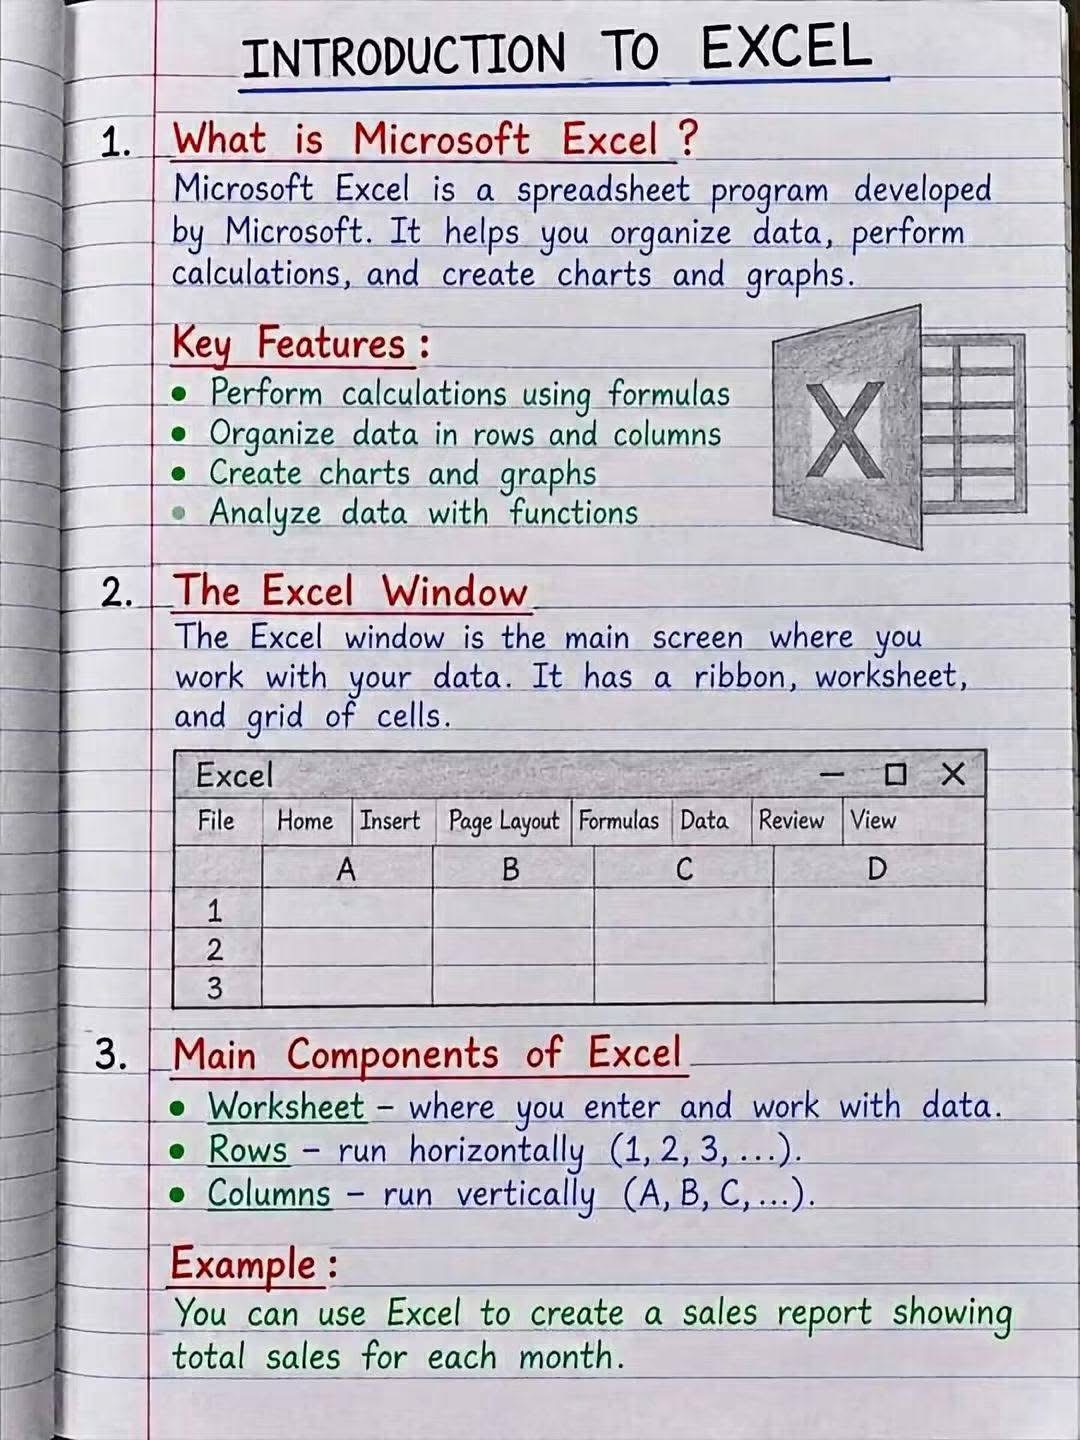 INTRODUCTION TO EXCEL
1. What is Microsoft Excel ?
Microsoft Excel is a spreadsheet program developed
by Microsoft. It helps you organize data, perform
calculations, and create charts and graphs.
Key Features :
• Perform calculations using formulas
• Organize data in rows and columns
• Create charts and graphs
• Analyze data with functions
X
2. The Excel Window
The Excel window is the main screen where you
work with your data. It has a ribbon, worksheet,
and grid of cells.
Excel – □ X
File Home Insert Page Layout Formulas Data Review View
A B C D
1
2
3
3. Main Components of Excel
• Worksheet – where you enter and work with data.
• Rows – run horizontally (1, 2, 3, ...).
• Columns – run vertically (A, B, C, ...).
Example :
You can use Excel to create a sales report showing
total sales for each month.